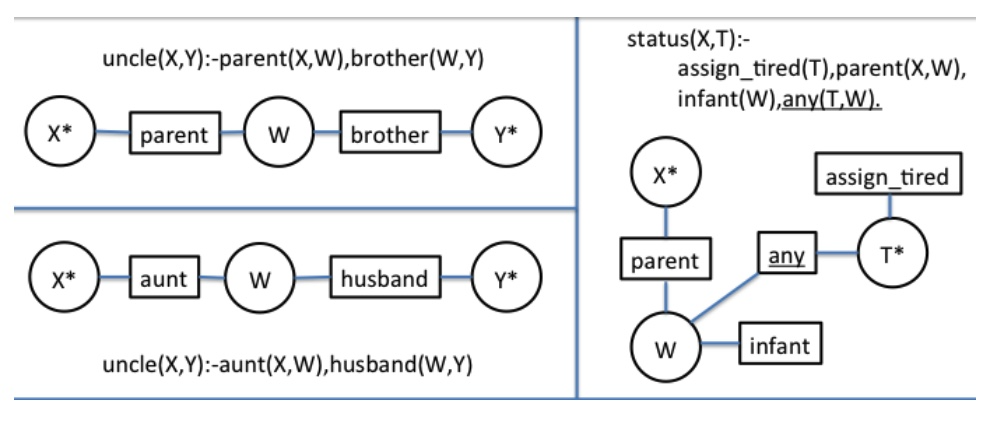 uncle(X,Y):-parent(X,W),brother(W,Y)
X*
parent
W
brother
Y*
X*
aunt
W
husband
Y*
uncle(X,Y):-aunt(X,W),husband(W,Y)
status(X,T):-
assign_tired(T),parent(X,W),
infant(W),any(T,W).
X*
assign_tired
parent
any
T*
W
infant